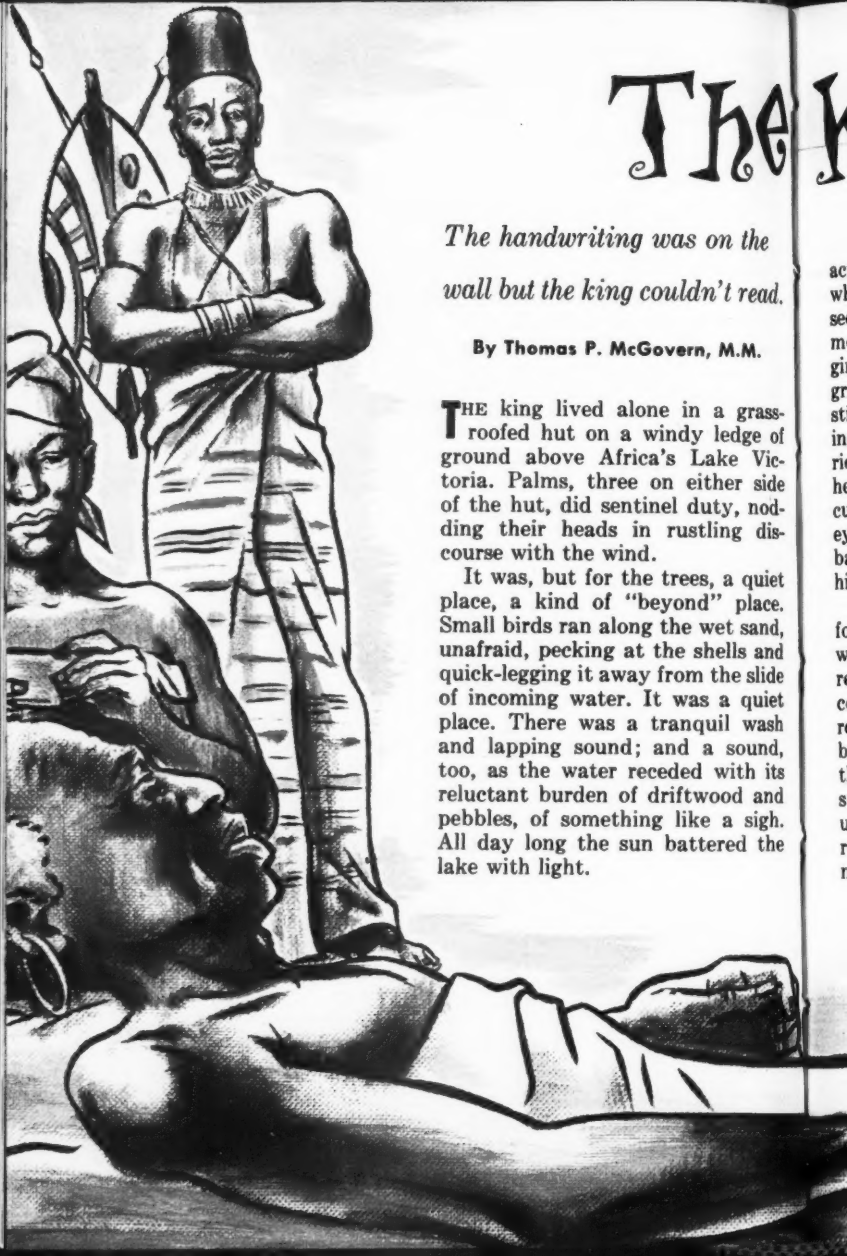 The
The handwriting was on the
wall but the king couldn't read.
By Thomas P. McGovern, M.M.
THE king lived alone in a grass-
roofed hut on a windy ledge of
ground above Africa's Lake Vic-
toria. Palms, three on either side
of the hut, did sentinel duty, nod-
ding their heads in rustling dis-
course with the wind.
It was, but for the trees, a quiet
place, a kind of "beyond" place.
Small birds ran along the wet sand,
unafraid, pecking at the shells and
quick-legging it away from the slide
of incoming water. It was a quiet
place. There was a tranquil wash
and lapping sound; and a sound,
too, as the water receded with its
reluctant burden of driftwood and
pebbles, of something like a sigh.
All day long the sun battered the
lake with light.